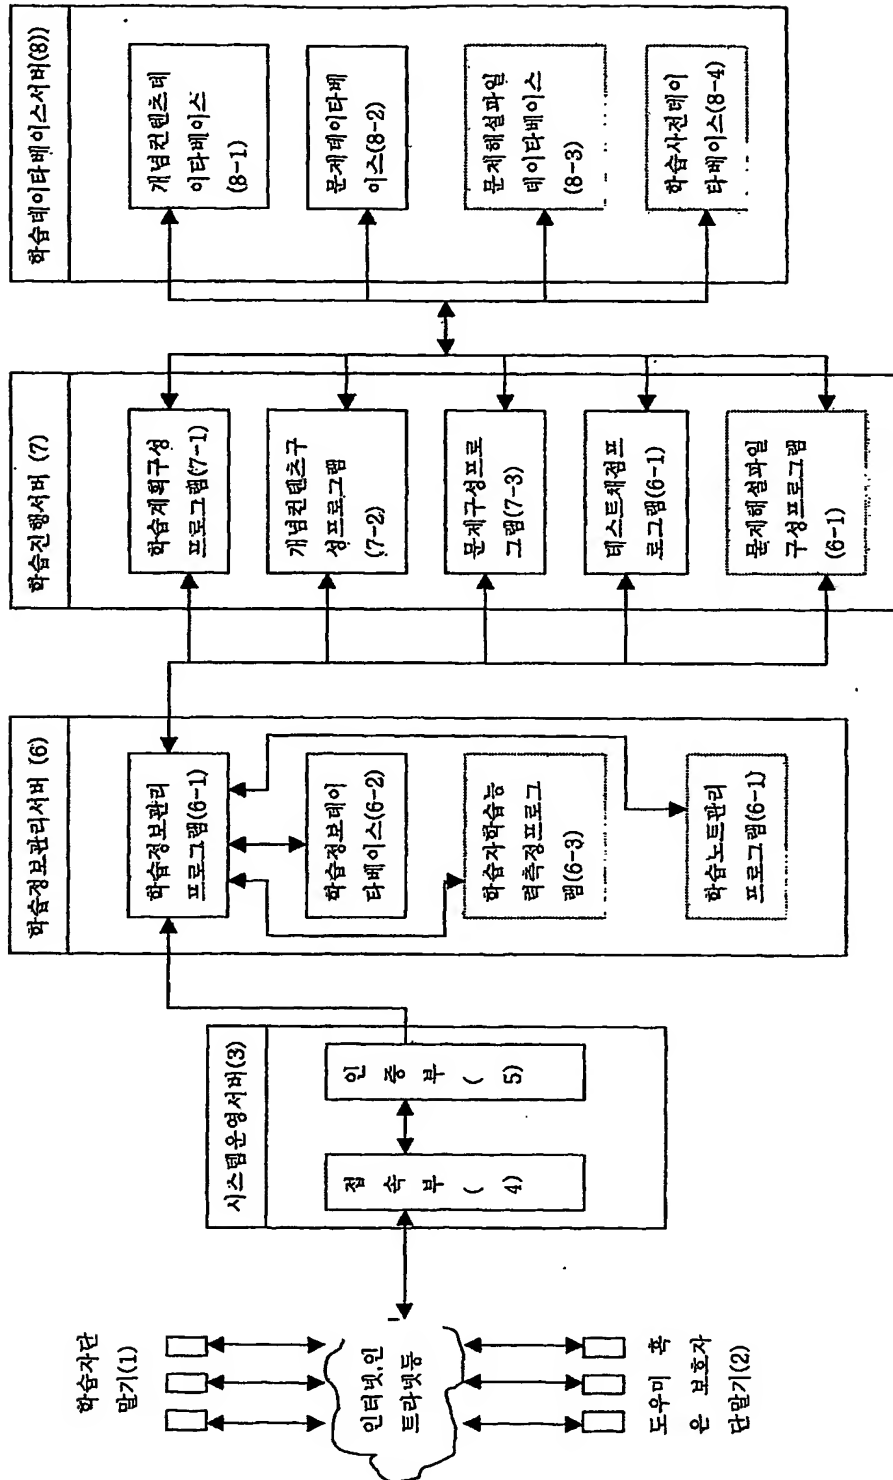 학습자단
말기(1)
인터넷,인
트라넷등
도우미 혹
은 보호자
단말기(2)
시스템운영서버(3)
접
속
부
(
4)
인
증
부
(
5)
학습정보관리서버 (6)
학습정보관리
프로그램(6-1)
학습정보데이
타베이스(6-2)
학습자학습능
력측정프로그
램(6-3)
학습노트관리
프로그램(6-1)
학습진행서버 (7)
학습계획구성
프로그램(7-1)
개념컨텐츠구
성프로그램
(7-2)
문제구성프로
그램(7-3)
테스트채점프
로그램(6-1)
문제해설파일
구성프로그램
(6-1)
학습데이타베이스서버(8))
개념컨텐츠데
이타베이스
(8-1)
문제데이타베
이스(8-2)
문제해설파일
데이타베이스
(8-3)
학습사전데이
타베이스(8-4)